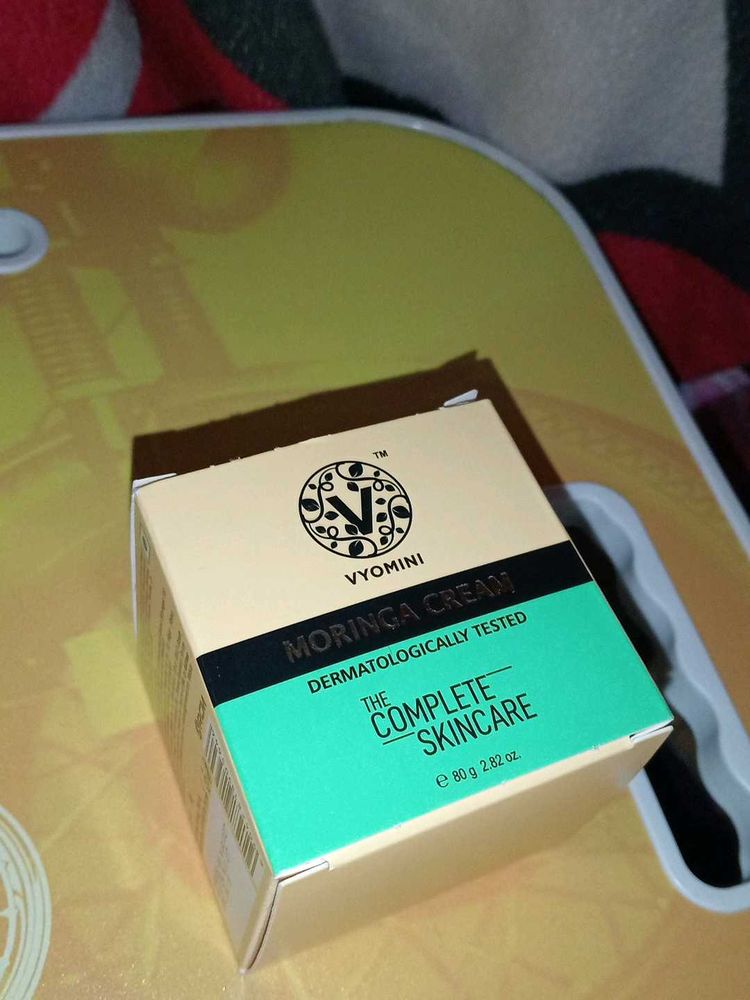 TM
V
VYOMINI
MORINGA CREAM
DERMATOLOGICALLY TESTED
THE
COMPLETE
SKINCARE
℮ 80 g 2.82 oz.